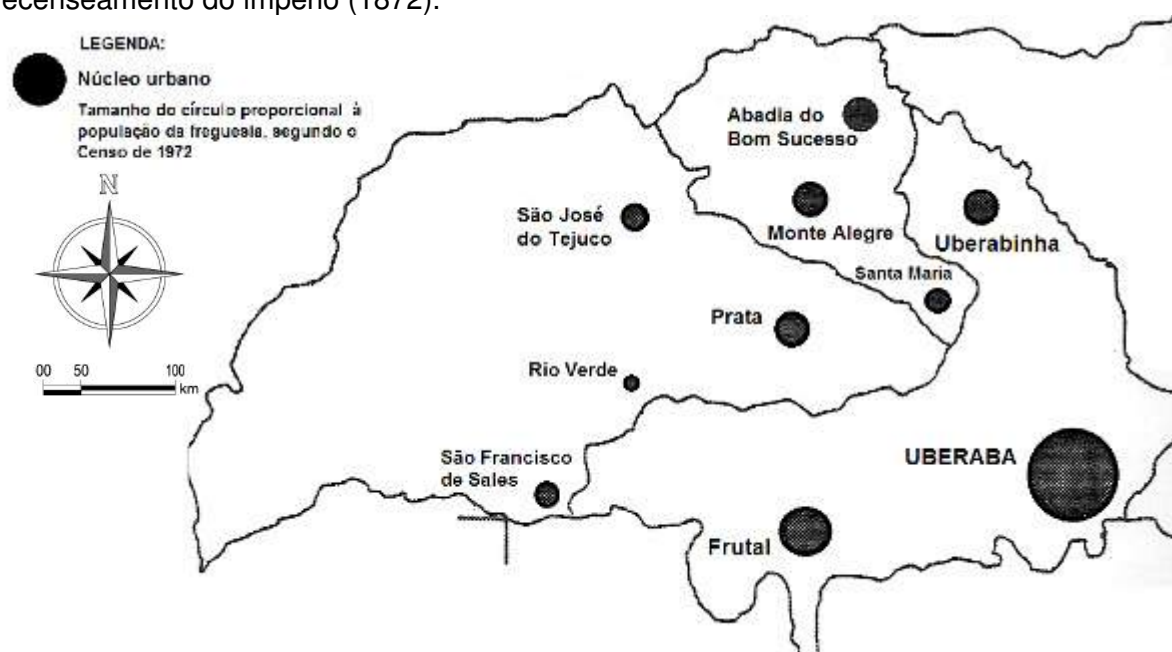 ecenseamento do império (1872).
LEGENDA:
Núcleo urbano
Tamanho do círculo proporcional à
população da freguesia, segundo o
Censo de 1972
N
00 50 100
km
Abadia do
Bom Sucesso
São José
do Tejuco
Monte Alegre
Uberabinha
Santa Maria
Prata
Rio Verde
São Francisco
de Sales
UBERABA
Frutal